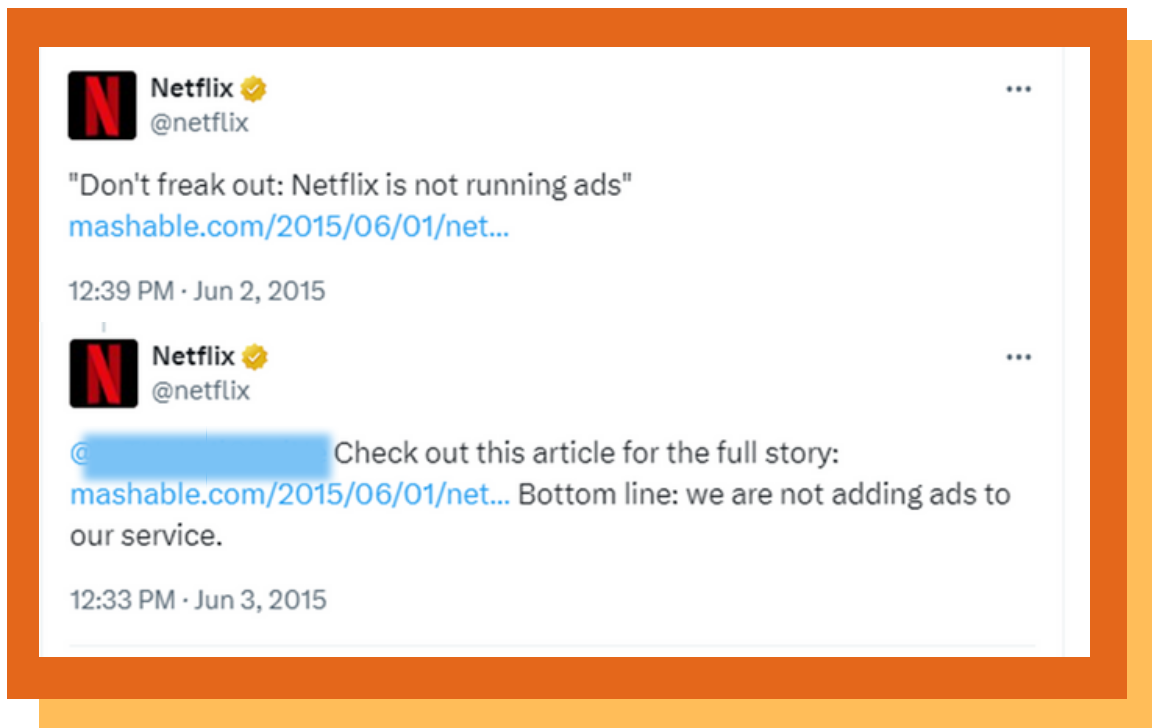 Netflix
@netflix
"Don't freak out: Netflix is not running ads"
mashable.com/2015/06/01/net...
12:39 PM · Jun 2, 2015
Netflix
@netflix
@ Check out this article for the full story:
mashable.com/2015/06/01/net... Bottom line: we are not adding ads to
our service.
12:33 PM · Jun 3, 2015